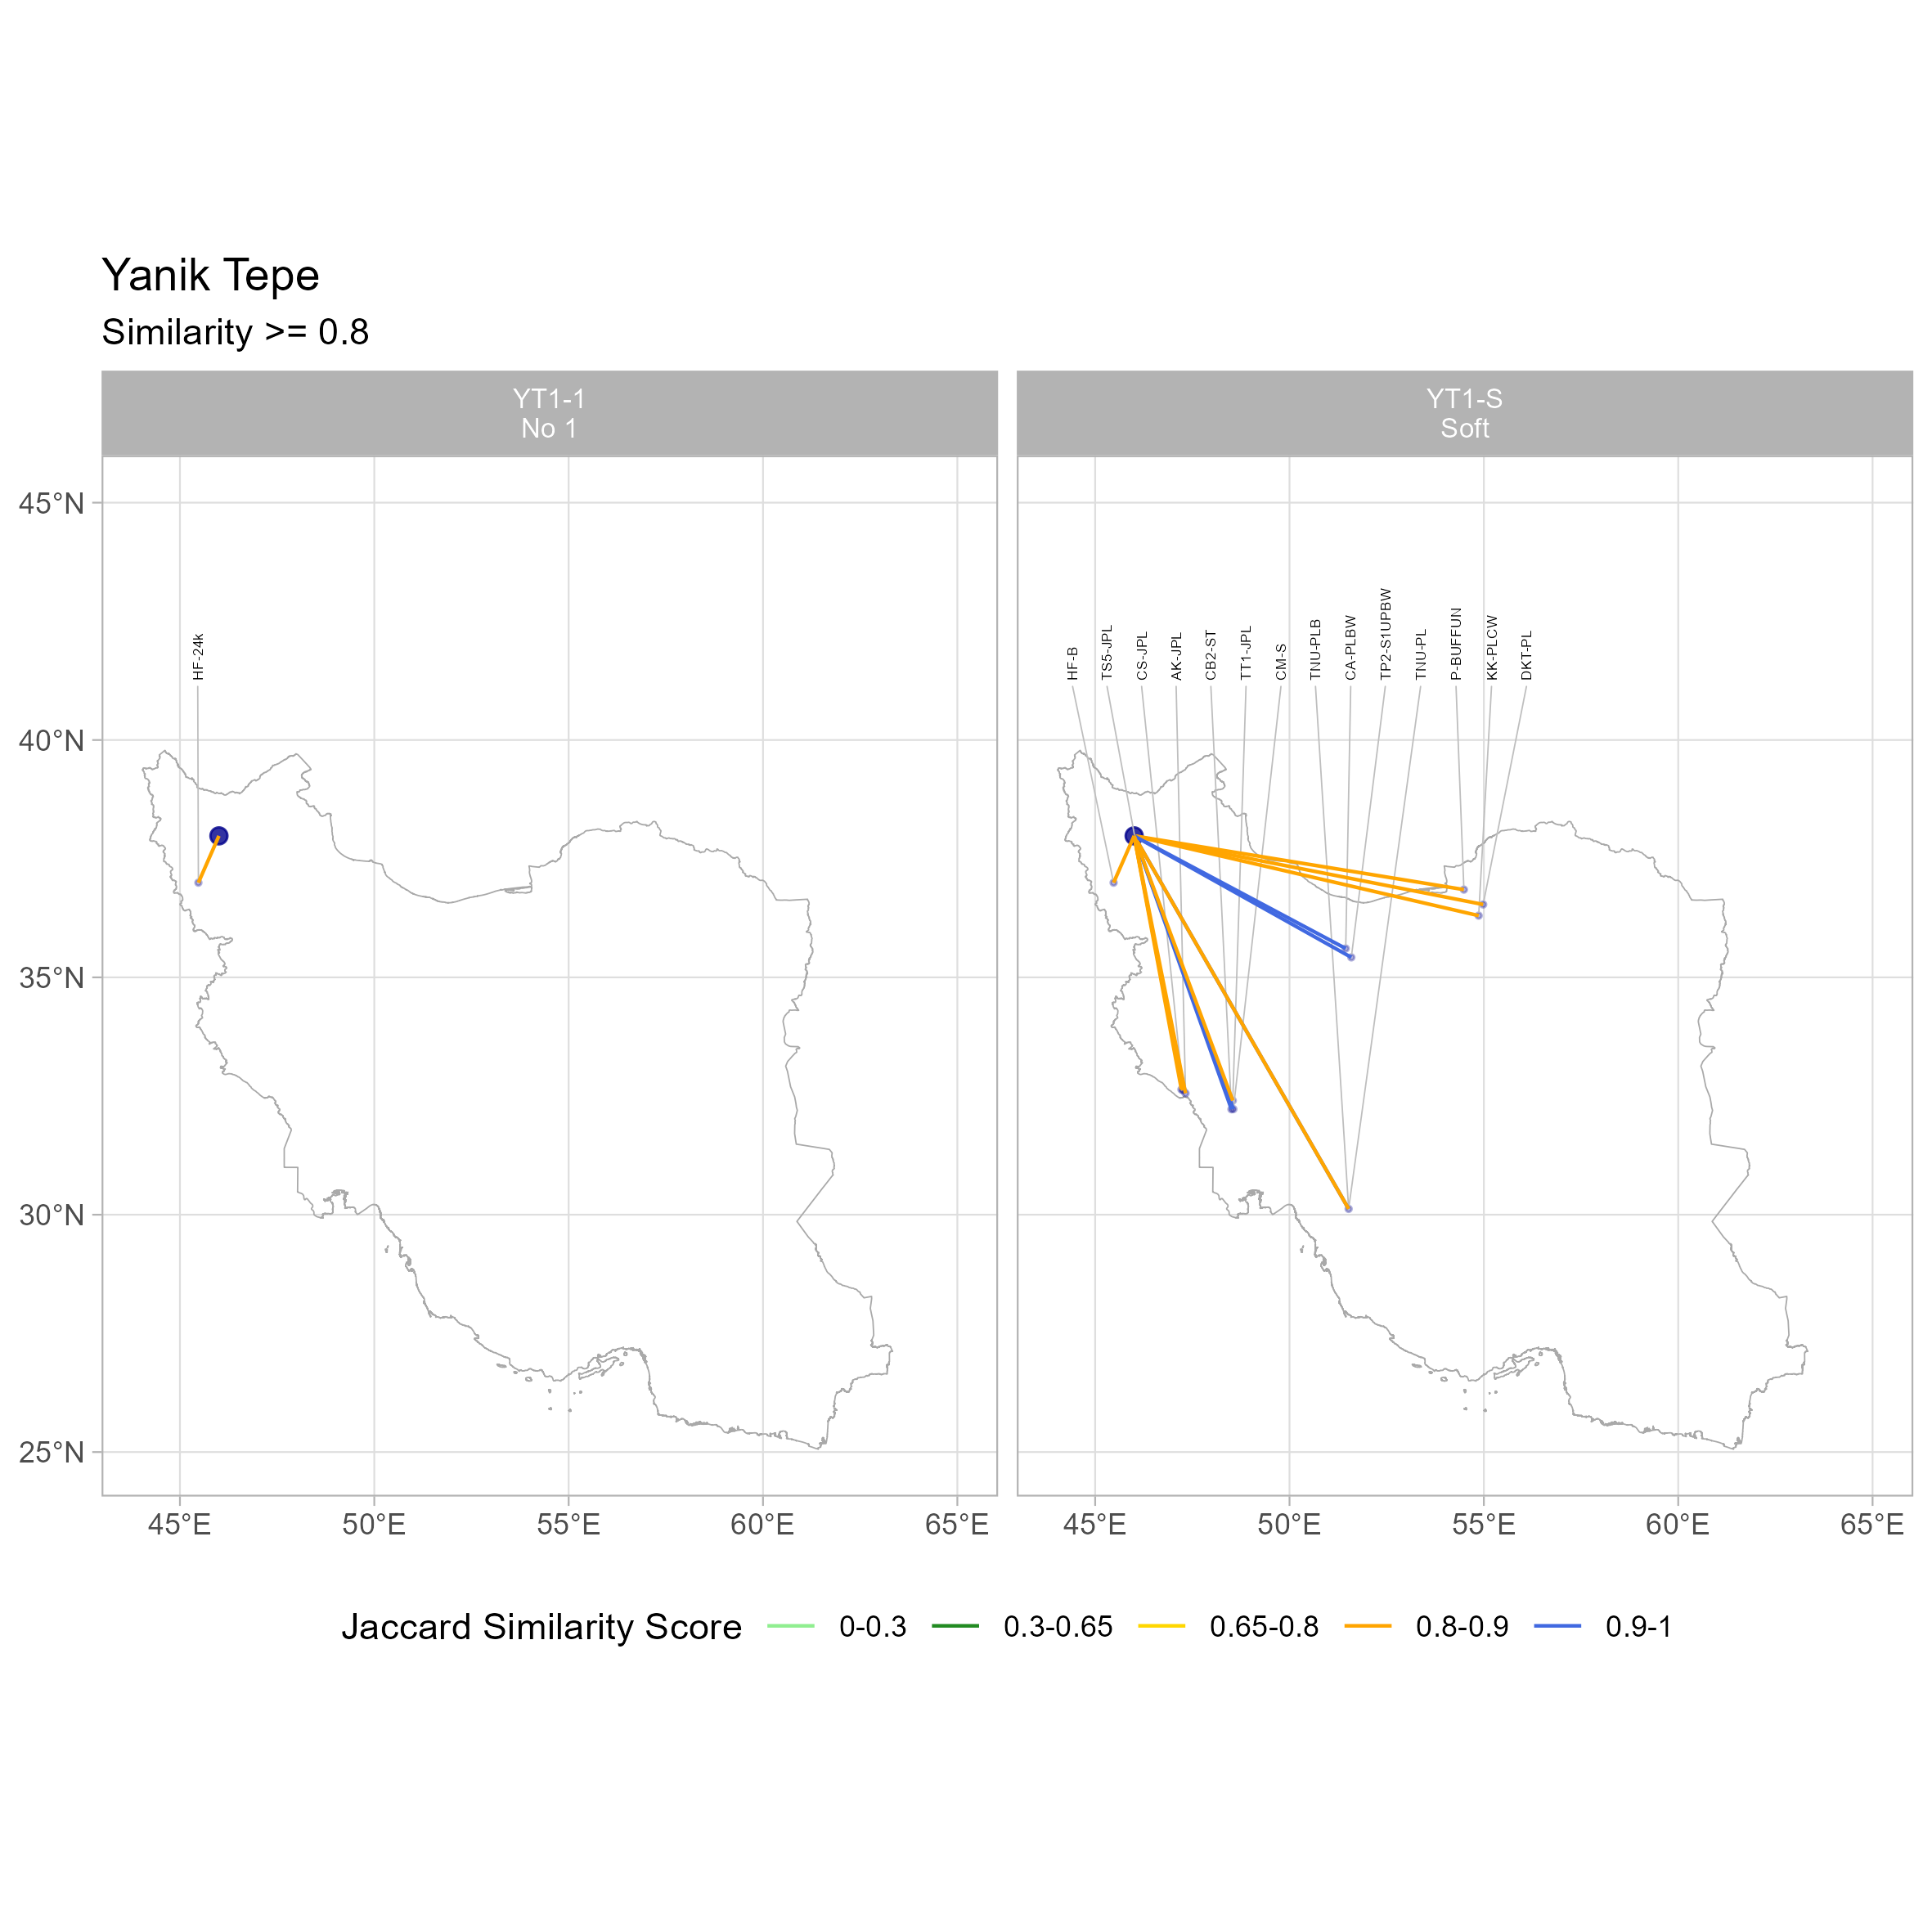 Yanik Tepe
Similarity >= 0.8
YT1-1
No 1
YT1-S
Soft
45°N
40°N
35°N
30°N
25°N
HF-24k
HF-B
TS5-JPL
CS-JPL
AK-JPL
CB2-ST
TT1-JPL
CM-S
TNU-PLB
CA-PLBW
TP2-S1UPBW
TNU-PL
P-BUFFUN
KK-PLCW
DKT-PL
45°E 50°E 55°E 60°E 65°E
45°E 50°E 55°E 60°E 65°E
Jaccard Similarity Score 0-0.3 0.3-0.65 0.65-0.8 0.8-0.9 0.9-1